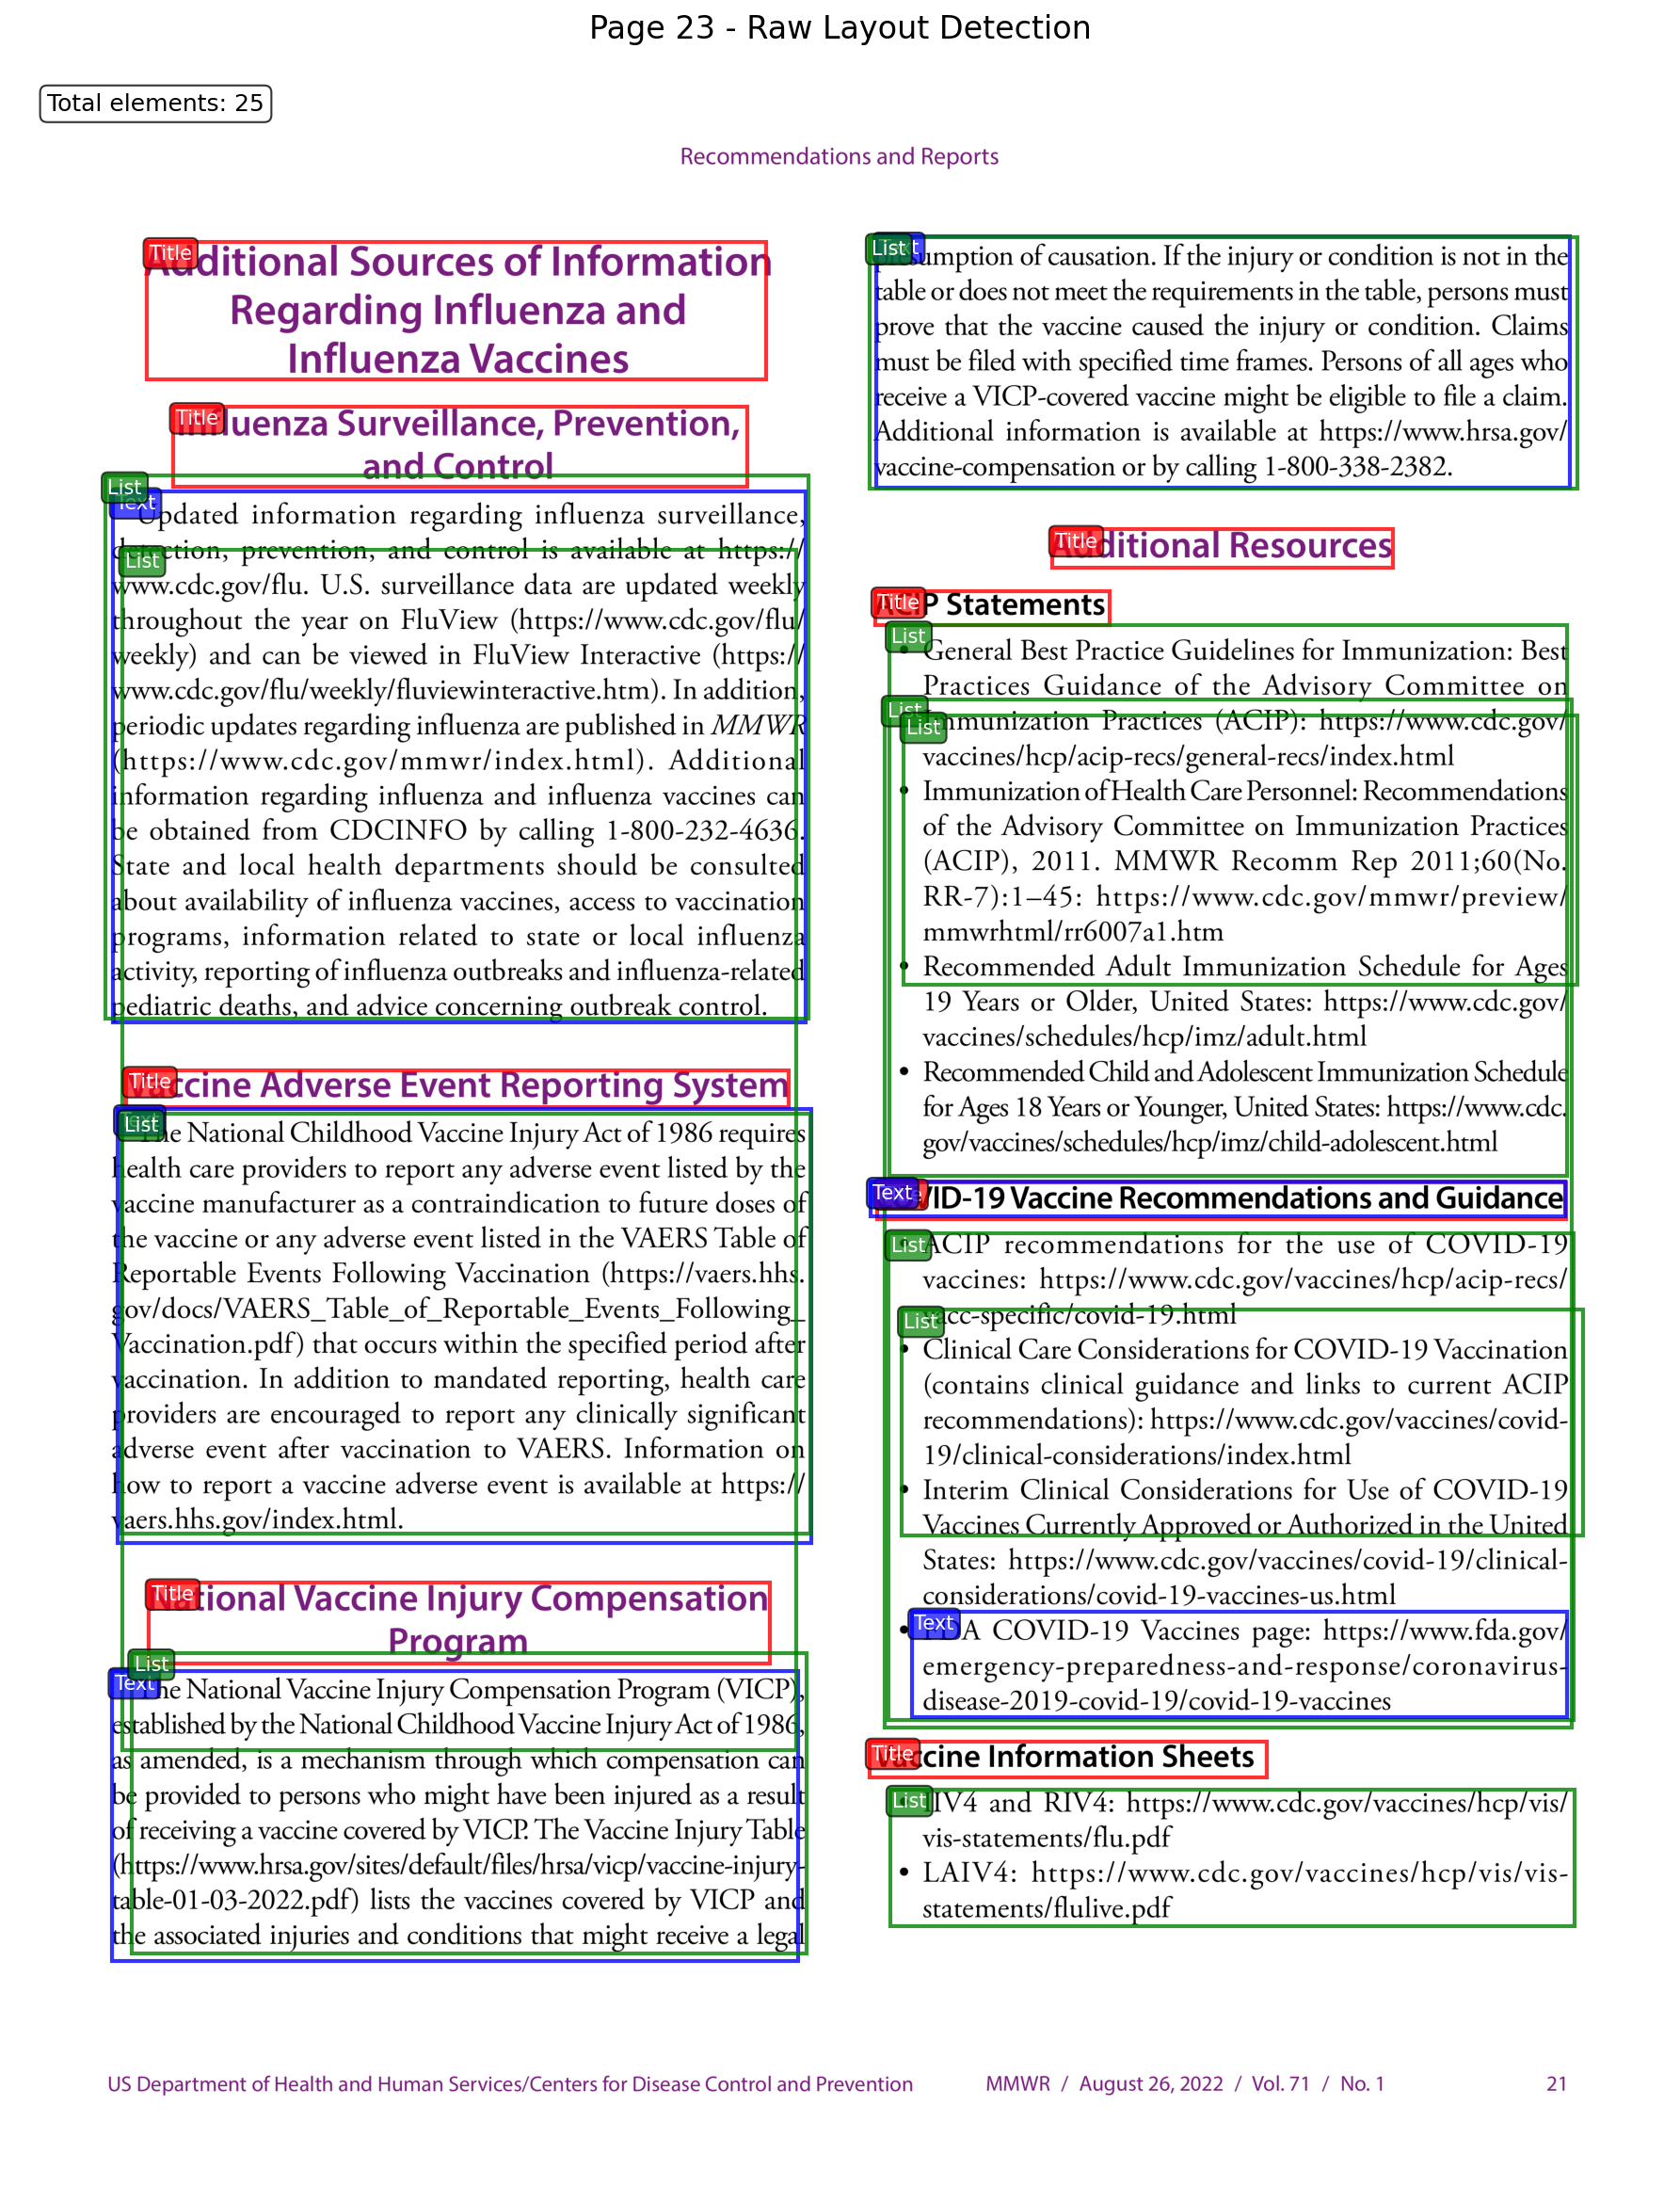 Page 23 - Raw Layout Detection
Total elements: 25
Recommendations and Reports
Title
Additional Sources of Information
Regarding Influenza and
Influenza Vaccines
Title
Influenza Surveillance, Prevention,
and Control
List
Text
Updated information regarding influenza surveillance,
detection, prevention, and control is available at https://
List
www.cdc.gov/flu. U.S. surveillance data are updated weekly
throughout the year on FluView (https://www.cdc.gov/flu/
weekly) and can be viewed in FluView Interactive (https://
www.cdc.gov/flu/weekly/fluviewinteractive.htm). In addition,
periodic updates regarding influenza are published in MMWR
(https://www.cdc.gov/mmwr/index.html). Additional
information regarding influenza and influenza vaccines can
be obtained from CDCINFO by calling 1-800-232-4636.
State and local health departments should be consulted
about availability of influenza vaccines, access to vaccination
programs, information related to state or local influenza
activity, reporting of influenza outbreaks and influenza-related
pediatric deaths, and advice concerning outbreak control.
Title
Vaccine Adverse Event Reporting System
List
The National Childhood Vaccine Injury Act of 1986 requires
health care providers to report any adverse event listed by the
vaccine manufacturer as a contraindication to future doses of
the vaccine or any adverse event listed in the VAERS Table of
Reportable Events Following Vaccination (https://vaers.hhs.
gov/docs/VAERS_Table_of_Reportable_Events_Following_
Vaccination.pdf) that occurs within the specified period after
vaccination. In addition to mandated reporting, health care
providers are encouraged to report any clinically significant
adverse event after vaccination to VAERS. Information on
how to report a vaccine adverse event is available at https://
vaers.hhs.gov/index.html.
Title
National Vaccine Injury Compensation
Program
List
Text
The National Vaccine Injury Compensation Program (VICP),
established by the National Childhood Vaccine Injury Act of 1986,
as amended, is a mechanism through which compensation can
be provided to persons who might have been injured as a result
of receiving a vaccine covered by VICP. The Vaccine Injury Table
(https://www.hrsa.gov/sites/default/files/hrsa/vicp/vaccine-injury-
table-01-03-2022.pdf) lists the vaccines covered by VICP and
the associated injuries and conditions that might receive a legal
List
presumption of causation. If the injury or condition is not in the
table or does not meet the requirements in the table, persons must
prove that the vaccine caused the injury or condition. Claims
must be filed with specified time frames. Persons of all ages who
receive a VICP-covered vaccine might be eligible to file a claim.
Additional information is available at https://www.hrsa.gov/
vaccine-compensation or by calling 1-800-338-2382.
Title
Additional Resources
Title
ACIP Statements
List
• General Best Practice Guidelines for Immunization: Best
Practices Guidance of the Advisory Committee on
List
List
Immunization Practices (ACIP): https://www.cdc.gov/
vaccines/hcp/acip-recs/general-recs/index.html
• Immunization of Health Care Personnel: Recommendations
of the Advisory Committee on Immunization Practices
(ACIP), 2011. MMWR Recomm Rep 2011;60(No.
RR-7):1–45: https://www.cdc.gov/mmwr/preview/
mmwrhtml/rr6007a1.htm
• Recommended Adult Immunization Schedule for Ages
19 Years or Older, United States: https://www.cdc.gov/
vaccines/schedules/hcp/imz/adult.html
• Recommended Child and Adolescent Immunization Schedule
for Ages 18 Years or Younger, United States: https://www.cdc.
gov/vaccines/schedules/hcp/imz/child-adolescent.html
Text
COVID-19 Vaccine Recommendations and Guidance
List
ACIP recommendations for the use of COVID-19
vaccines: https://www.cdc.gov/vaccines/hcp/acip-recs/
List
vacc-specific/covid-19.html
• Clinical Care Considerations for COVID-19 Vaccination
(contains clinical guidance and links to current ACIP
recommendations): https://www.cdc.gov/vaccines/covid-
19/clinical-considerations/index.html
• Interim Clinical Considerations for Use of COVID-19
Vaccines Currently Approved or Authorized in the United
States: https://www.cdc.gov/vaccines/covid-19/clinical-
considerations/covid-19-vaccines-us.html
Text
• FDA COVID-19 Vaccines page: https://www.fda.gov/
emergency-preparedness-and-response/coronavirus-
disease-2019-covid-19/covid-19-vaccines
Title
Vaccine Information Sheets
List
IIV4 and RIV4: https://www.cdc.gov/vaccines/hcp/vis/
vis-statements/flu.pdf
• LAIV4: https://www.cdc.gov/vaccines/hcp/vis/vis-
statements/flulive.pdf
US Department of Health and Human Services/Centers for Disease Control and Prevention
MMWR / August 26, 2022 / Vol. 71 / No. 1
21